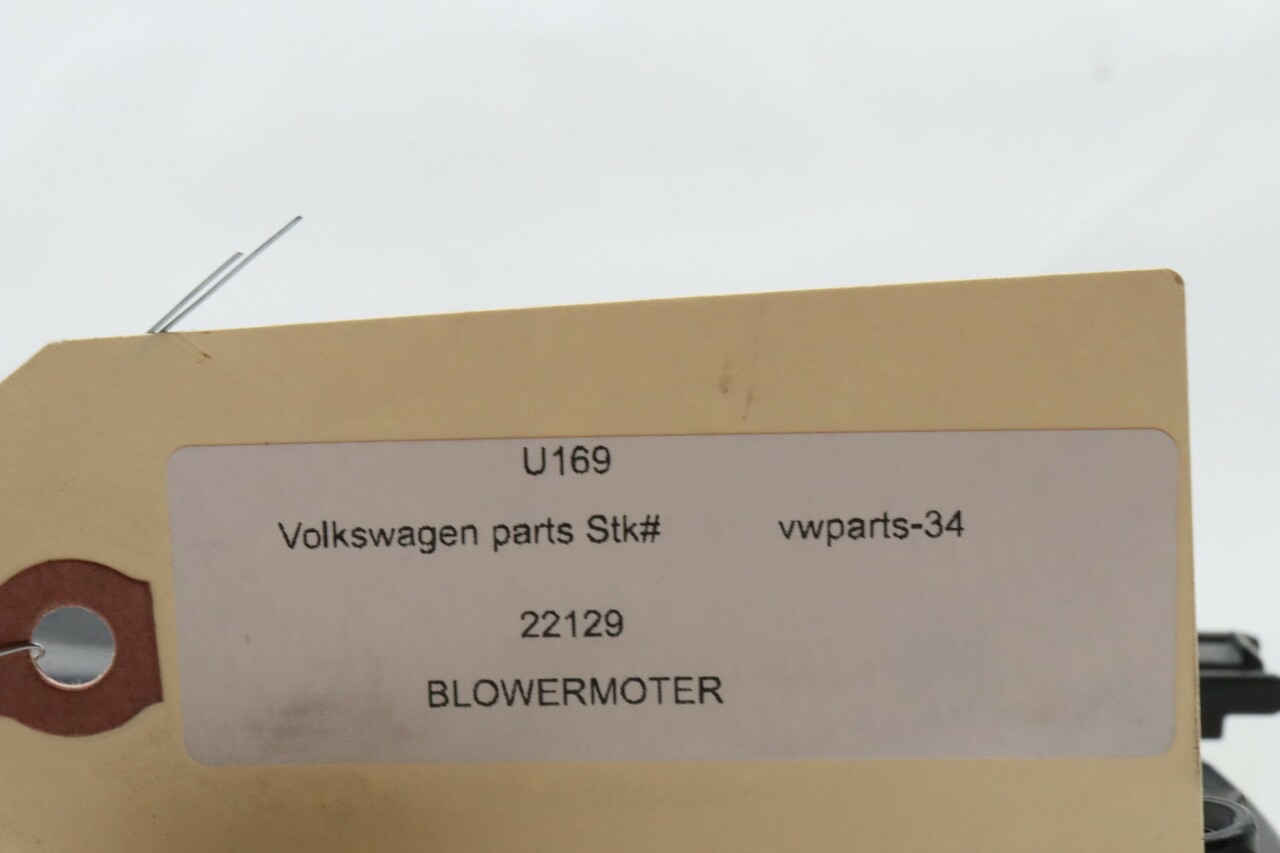 U169
Volkswagen parts Stk# vwparts-34
22129
BLOWERMOTER